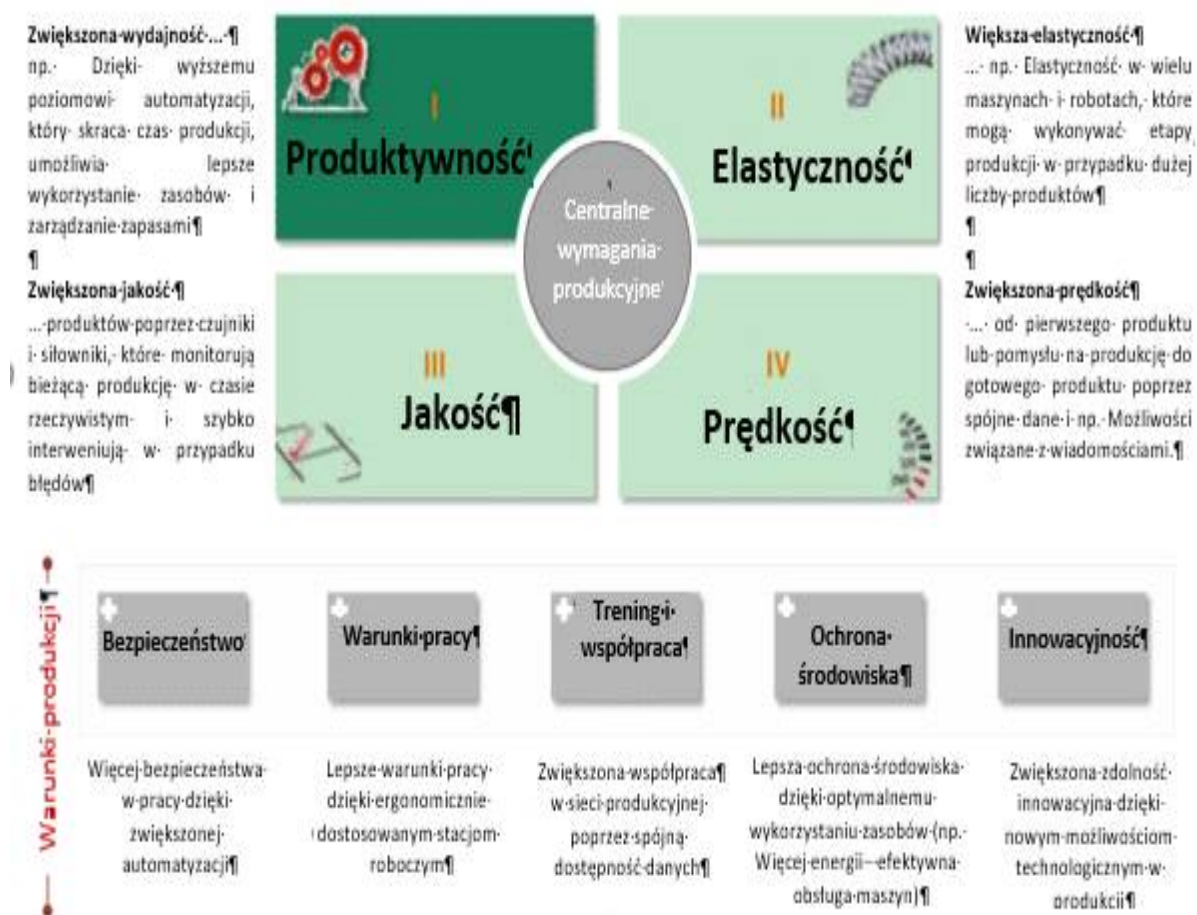 Zwiększona·wydajność·...·¶
np.· Dzięki· wyższemu
poziomowi· automatyzacji,
który· skraca· czas· produkcji,
umożliwia· lepsze
wykorzystanie· zasobów· i
zarządzanie·zapasami¶
¶
Zwiększona·jakość·¶
...·produktów·poprzez·czujniki
i· siłowniki,· które· monitorują
bieżącą· produkcję· w· czasie
rzeczywistym· i· szybko
interweniują· w· przypadku
błędów¶
I
Produktywność¶
II
Elastyczność¶
Centralne·
wymagania·
produkcyjne
III
Jakość¶
IV
Prędkość¶
Większa·elastyczność·¶
...· np.· Elastyczność· w· wielu
maszynach· i· robotach,· które
mogą· wykonywać· etapy
produkcji· w· przypadku· dużej
liczby·produktów¶
¶
¶
Zwiększona·prędkość¶
·...· od· pierwszego· produktu
lub·pomysłu·na·produkcję·do
gotowego· produktu· poprzez
spójne·dane·i·np.·Możliwości
związane·z·wiadomościami.¶
Warunki·produkcji¶
Bezpieczeństwo
Warunki·pracy¶
Trening·i·
współpraca¶
Ochrona·
środowiska¶
Innowacyjność¶
Więcej·bezpieczeństwa·
w·pracy·dzięki·
zwiększonej·
automatyzacji¶
Lepsze·warunki·pracy·
dzięki·ergonomicznie·
dostosowanym·stacjom·
roboczym¶
Zwiększona·współpraca¶
w·sieci·produkcyjnej·
poprzez·spójną·
dostępność·danych¶
Lepsza·ochrona·środowiska·
dzięki·optymalnemu·
wykorzystaniu·zasobów·(np.·
Więcej·energii·–·efektywna·
obsługa·maszyn)¶
Zwiększona·zdolność·
innowacyjna·dzięki·
nowym·możliwościom·
technologicznym·w·
produkcji¶